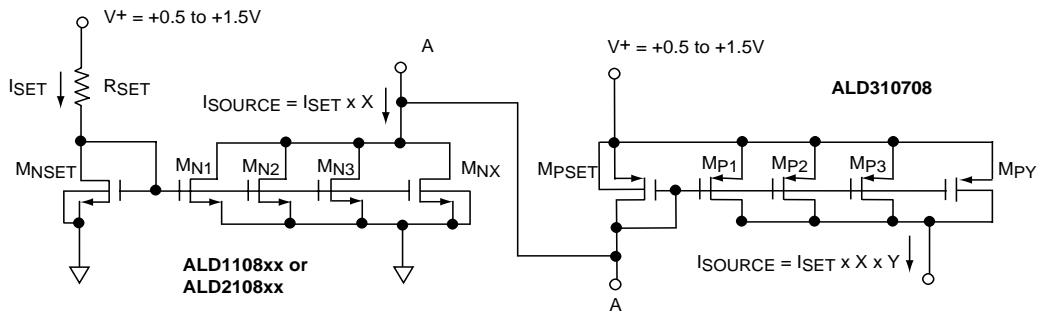 V+ = +0.5 to +1.5V
ISET
RSET
A
ISOURCE = ISET x X
MNSET
MN1
MN2
MN3
MNX
ALD1108xx or
ALD2108xx
V+ = +0.5 to +1.5V
ALD310708
MPSET
MP1
MP2
MP3
MPY
ISOURCE = ISET x X x Y
A